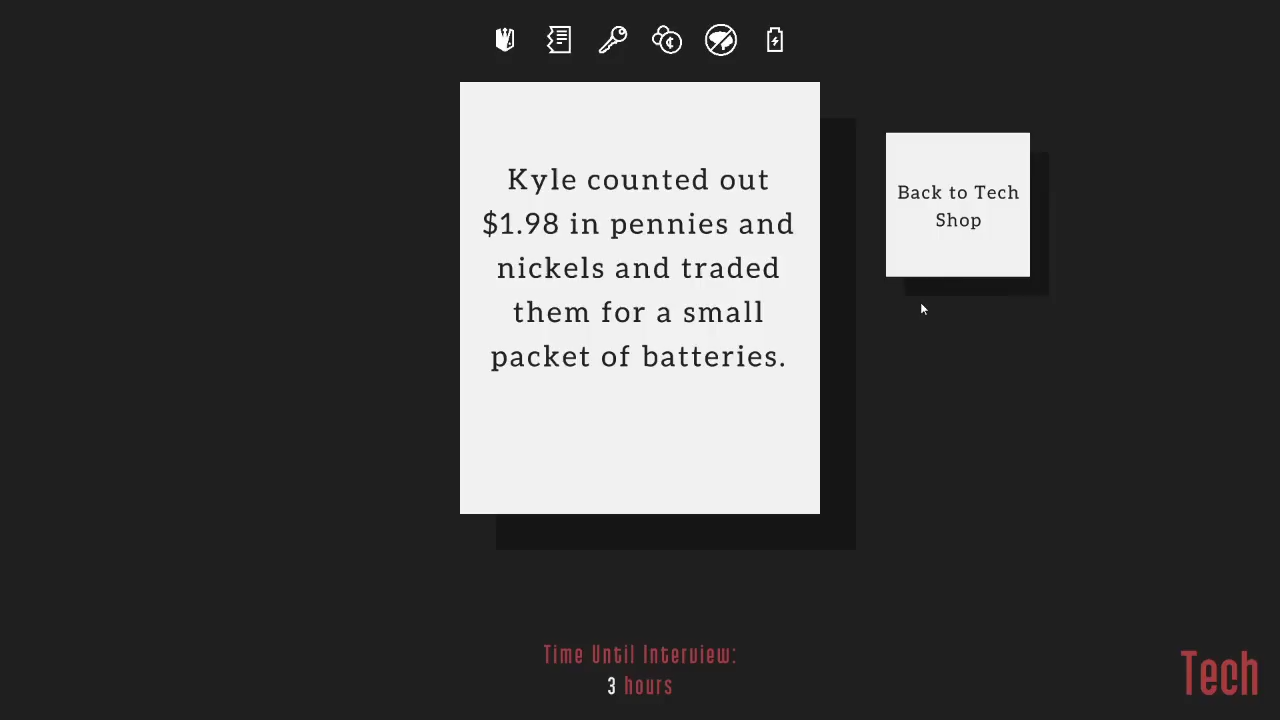 Kyle counted out
$1.98 in pennies and
nickels and traded
them for a small
packet of batteries.
Back to Tech
Shop
Time Until Interview:
3 hours
Tech